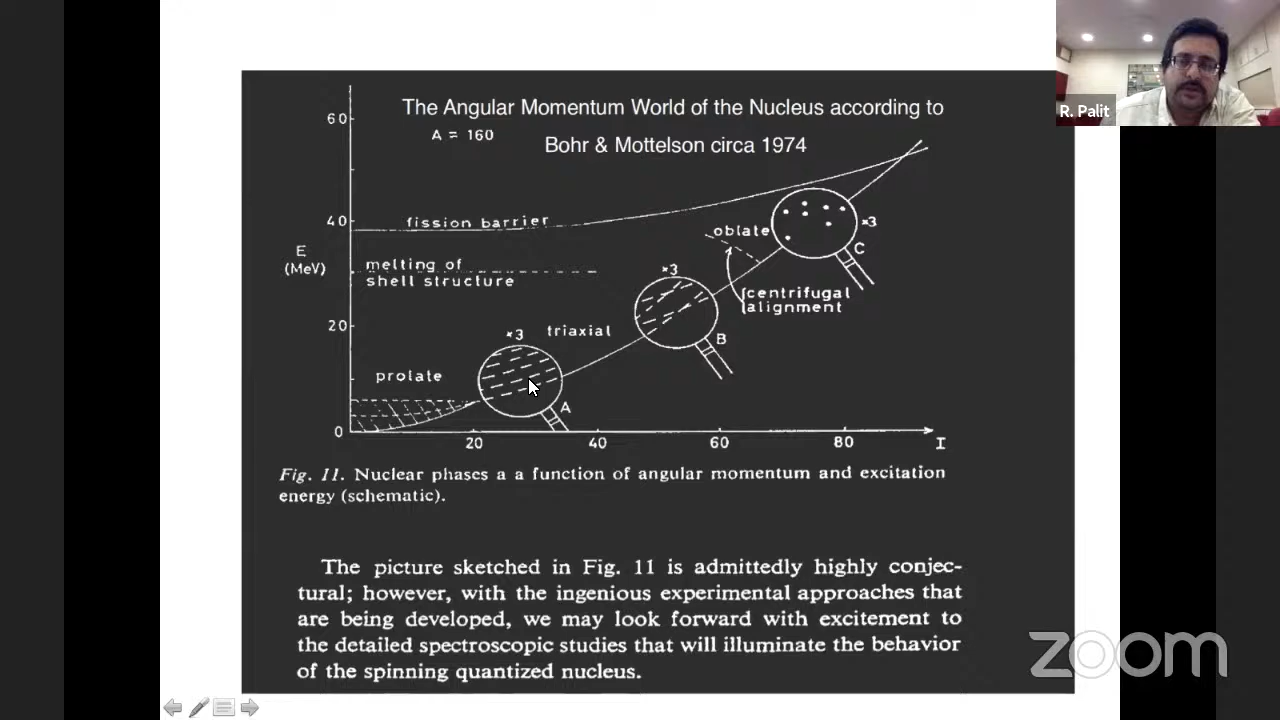 The Angular Momentum World of the Nucleus according to
Bohr & Mottelson circa 1974
A = 160
R. Palit
60
40
20
0
E
(MeV)
fission barrier
melting of
shell structure
oblate
×3
C
×3
centrifugal
alignment
B
×3
triaxial
prolate
A
20
40
60
80
I
Fig. 11. Nuclear phases a a function of angular momentum and excitation
energy (schematic).
The picture sketched in Fig. 11 is admittedly highly conjec-
tural; however, with the ingenious experimental approaches that
are being developed, we may look forward with excitement to
the detailed spectroscopic studies that will illuminate the behavior
of the spinning quantized nucleus.
zoom